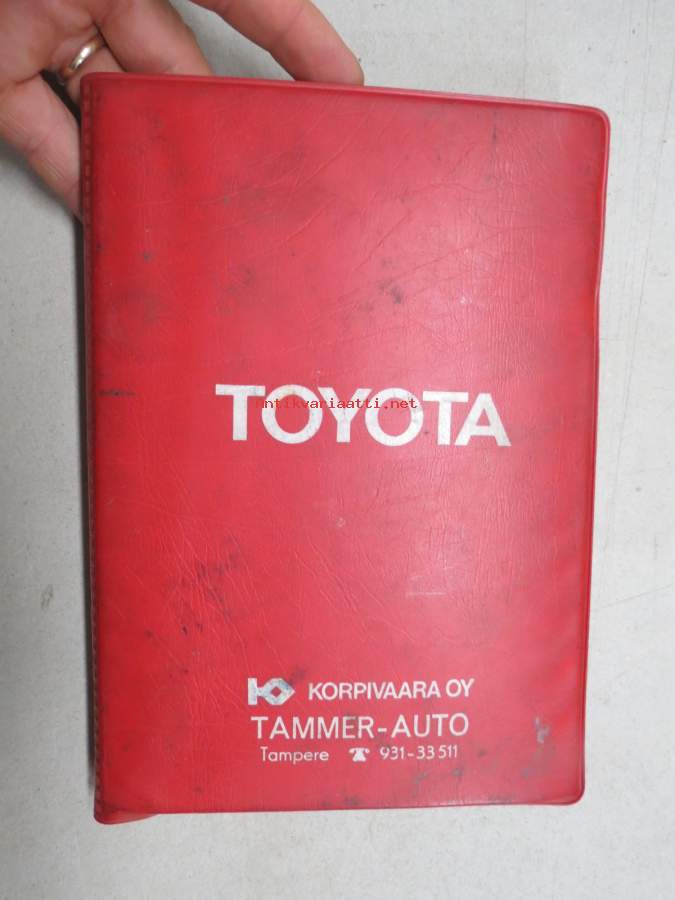 TOYOTA
antikvariaatti.net
KORPIVAARA OY
TAMMER-AUTO
Tampere ☎ 931-33 511